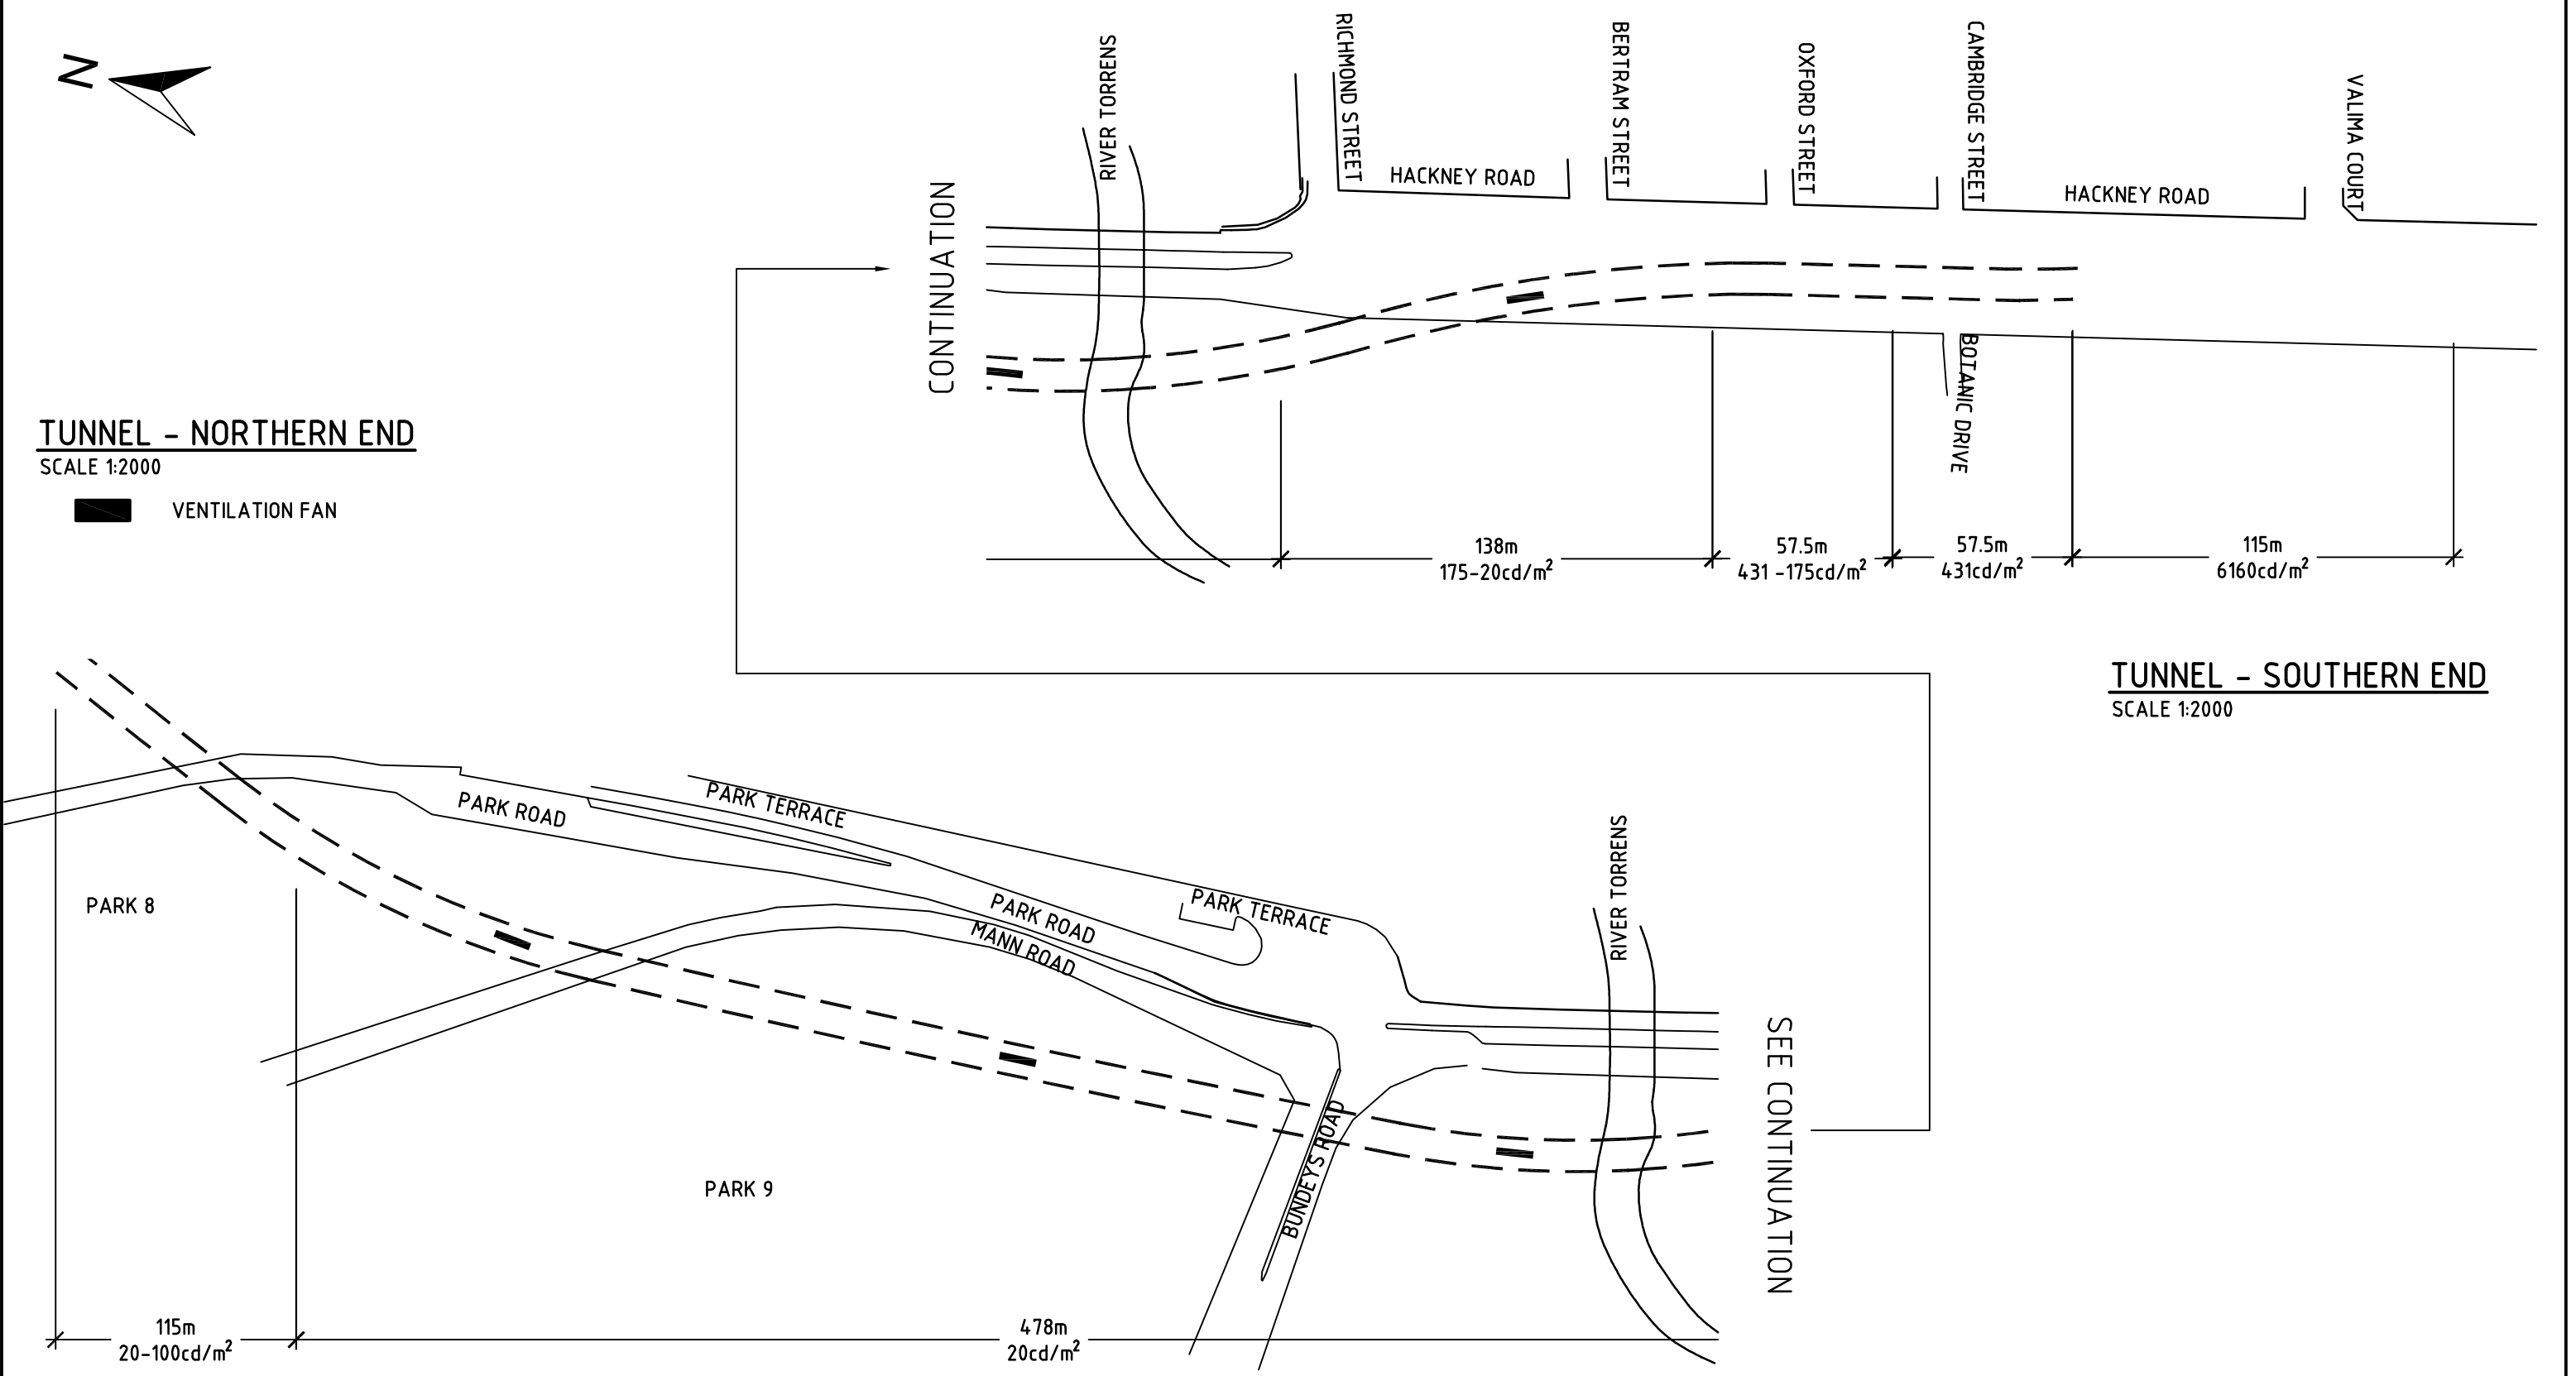 N
RIVER TORRENS
RICHMOND STREET
BERTRAM STREET
OXFORD STREET
CAMBRIDGE STREET
VALIMA COURT
HACKNEY ROAD
HACKNEY ROAD
CONTINUATION
BOTANIC DRIVE
TUNNEL - NORTHERN END
SCALE 1:2000
VENTILATION FAN
138m
175-20cd/m²
57.5m
431 -175cd/m²
57.5m
431cd/m²
115m
6160cd/m²
TUNNEL - SOUTHERN END
SCALE 1:2000
PARK ROAD
PARK TERRACE
PARK 8
PARK ROAD
MANN ROAD
PARK TERRACE
RIVER TORRENS
SEE CONTINUATION
BUNDEYS ROAD
PARK 9
115m
20-100cd/m²
478m
20cd/m²